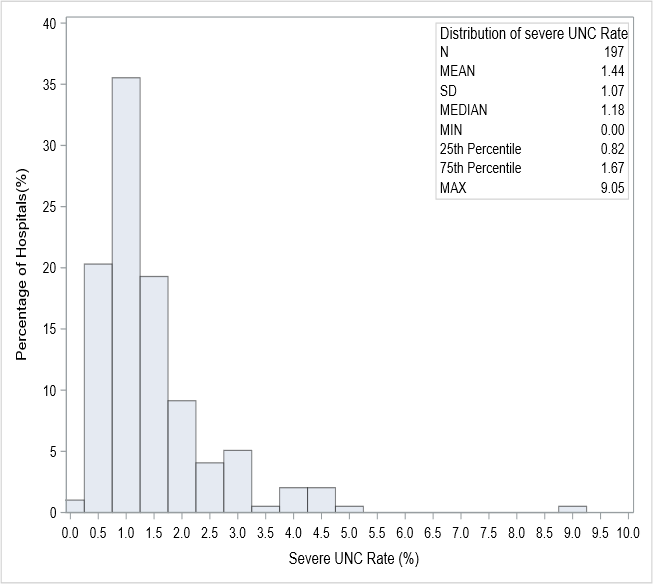 Distribution of severe UNC Rate
N 197
MEAN 1.44
SD 1.07
MEDIAN 1.18
MIN 0.00
25th Percentile 0.82
75th Percentile 1.67
MAX 9.05
40
35
30
25
20
15
10
5
0
Percentage of Hospitals(%)
0.0 0.5 1.0 1.5 2.0 2.5 3.0 3.5 4.0 4.5 5.0 5.5 6.0 6.5 7.0 7.5 8.0 8.5 9.0 9.5 10.0
Severe UNC Rate (%)